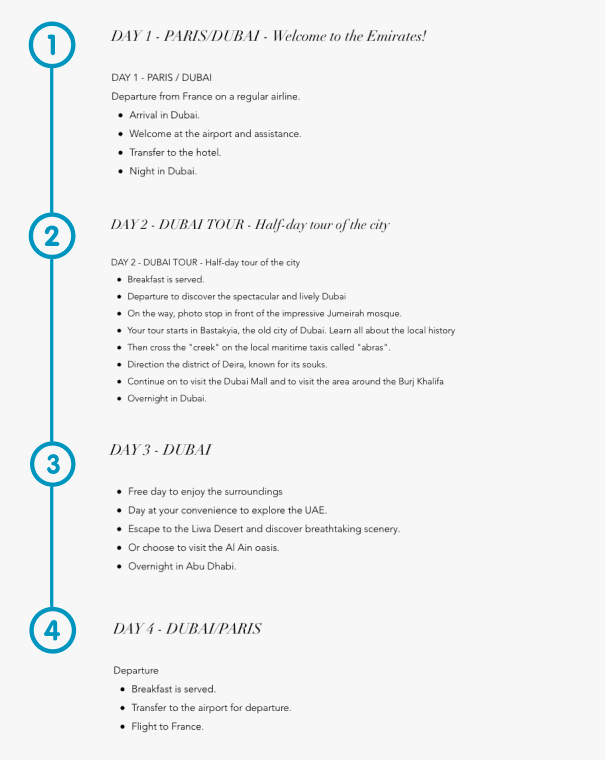 1
DAY 1 - PARIS/DUBAI - Welcome to the Emirates!
DAY 1 - PARIS / DUBAI
Departure from France on a regular airline.
• Arrival in Dubai.
• Welcome at the airport and assistance.
• Transfer to the hotel.
• Night in Dubai.
2
DAY 2 - DUBAI TOUR - Half-day tour of the city
DAY 2 - DUBAI TOUR - Half-day tour of the city
• Breakfast is served.
• Departure to discover the spectacular and lively Dubai
• On the way, photo stop in front of the impressive Jumeirah mosque.
• Your tour starts in Bastakyia, the old city of Dubai. Learn all about the local history
• Then cross the "creek" on the local maritime taxis called "abras".
• Direction the district of Deira, known for its souks.
• Continue on to visit the Dubai Mall and to visit the area around the Burj Khalifa
• Overnight in Dubai.
3
DAY 3 - DUBAI
• Free day to enjoy the surroundings
• Day at your convenience to explore the UAE.
• Escape to the Liwa Desert and discover breathtaking scenery.
• Or choose to visit the Al Ain oasis.
• Overnight in Abu Dhabi.
4
DAY 4 - DUBAI/PARIS
Departure
• Breakfast is served.
• Transfer to the airport for departure.
• Flight to France.